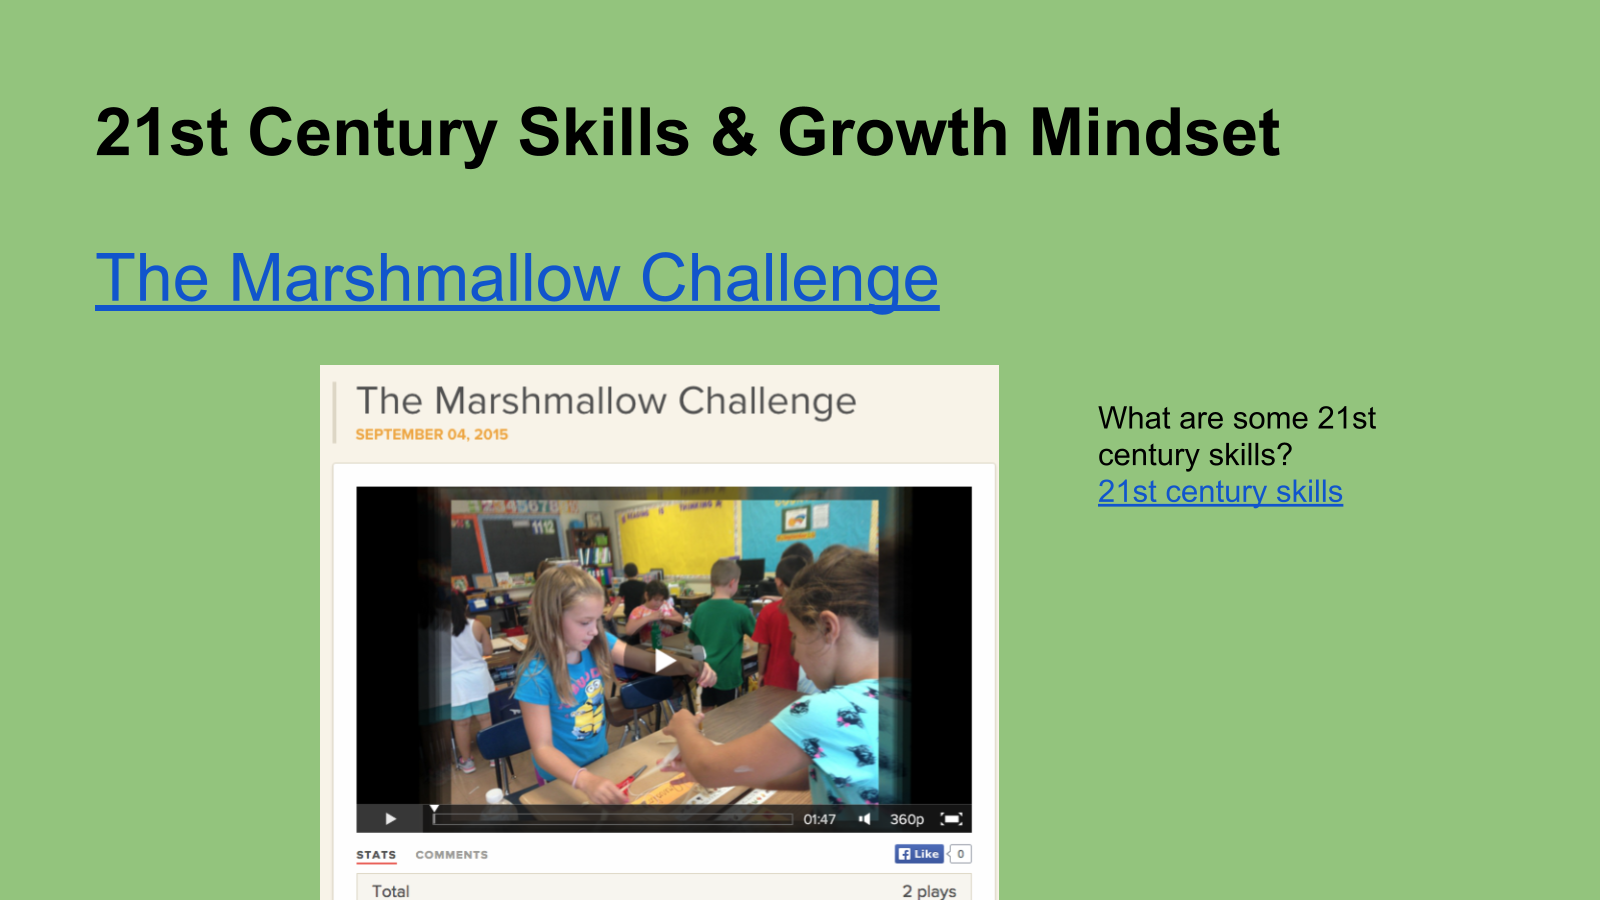 21st Century Skills & Growth Mindset
The Marshmallow Challenge
The Marshmallow Challenge
SEPTEMBER 04, 2015
What are some 21st
century skills?
21st century skills
1112
01:47
360p
STATS COMMENTS
Like 0
Total 2 plays